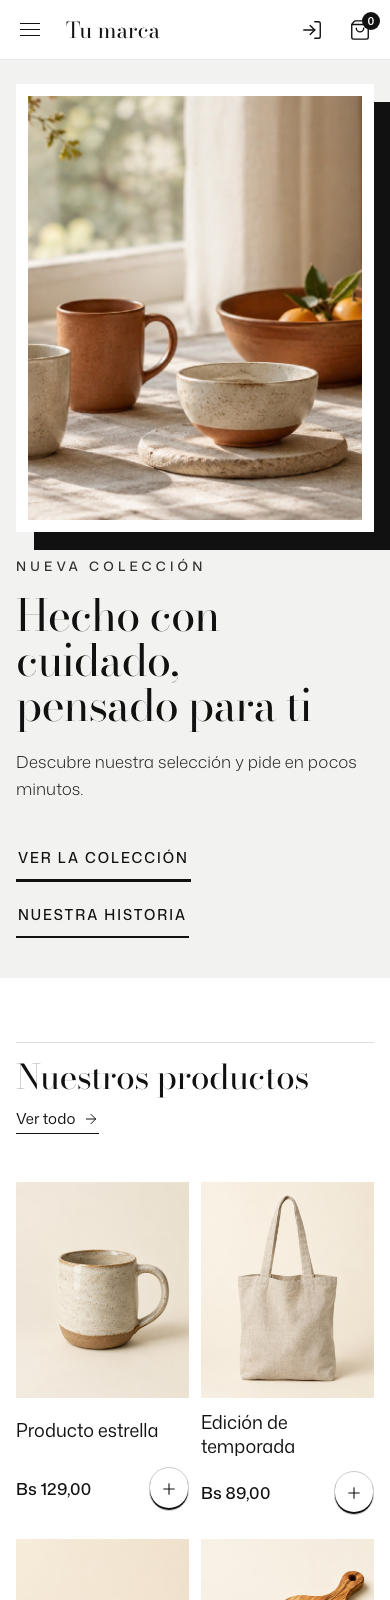 Tu marca
0
NUEVA COLECCIÓN
Hecho con
cuidado,
pensado para ti
Descubre nuestra selección y pide en pocos
minutos.
VER LA COLECCIÓN
NUESTRA HISTORIA
Nuestros productos
Ver todo
Producto estrella
Bs 129,00
Edición de
temporada
Bs 89,00